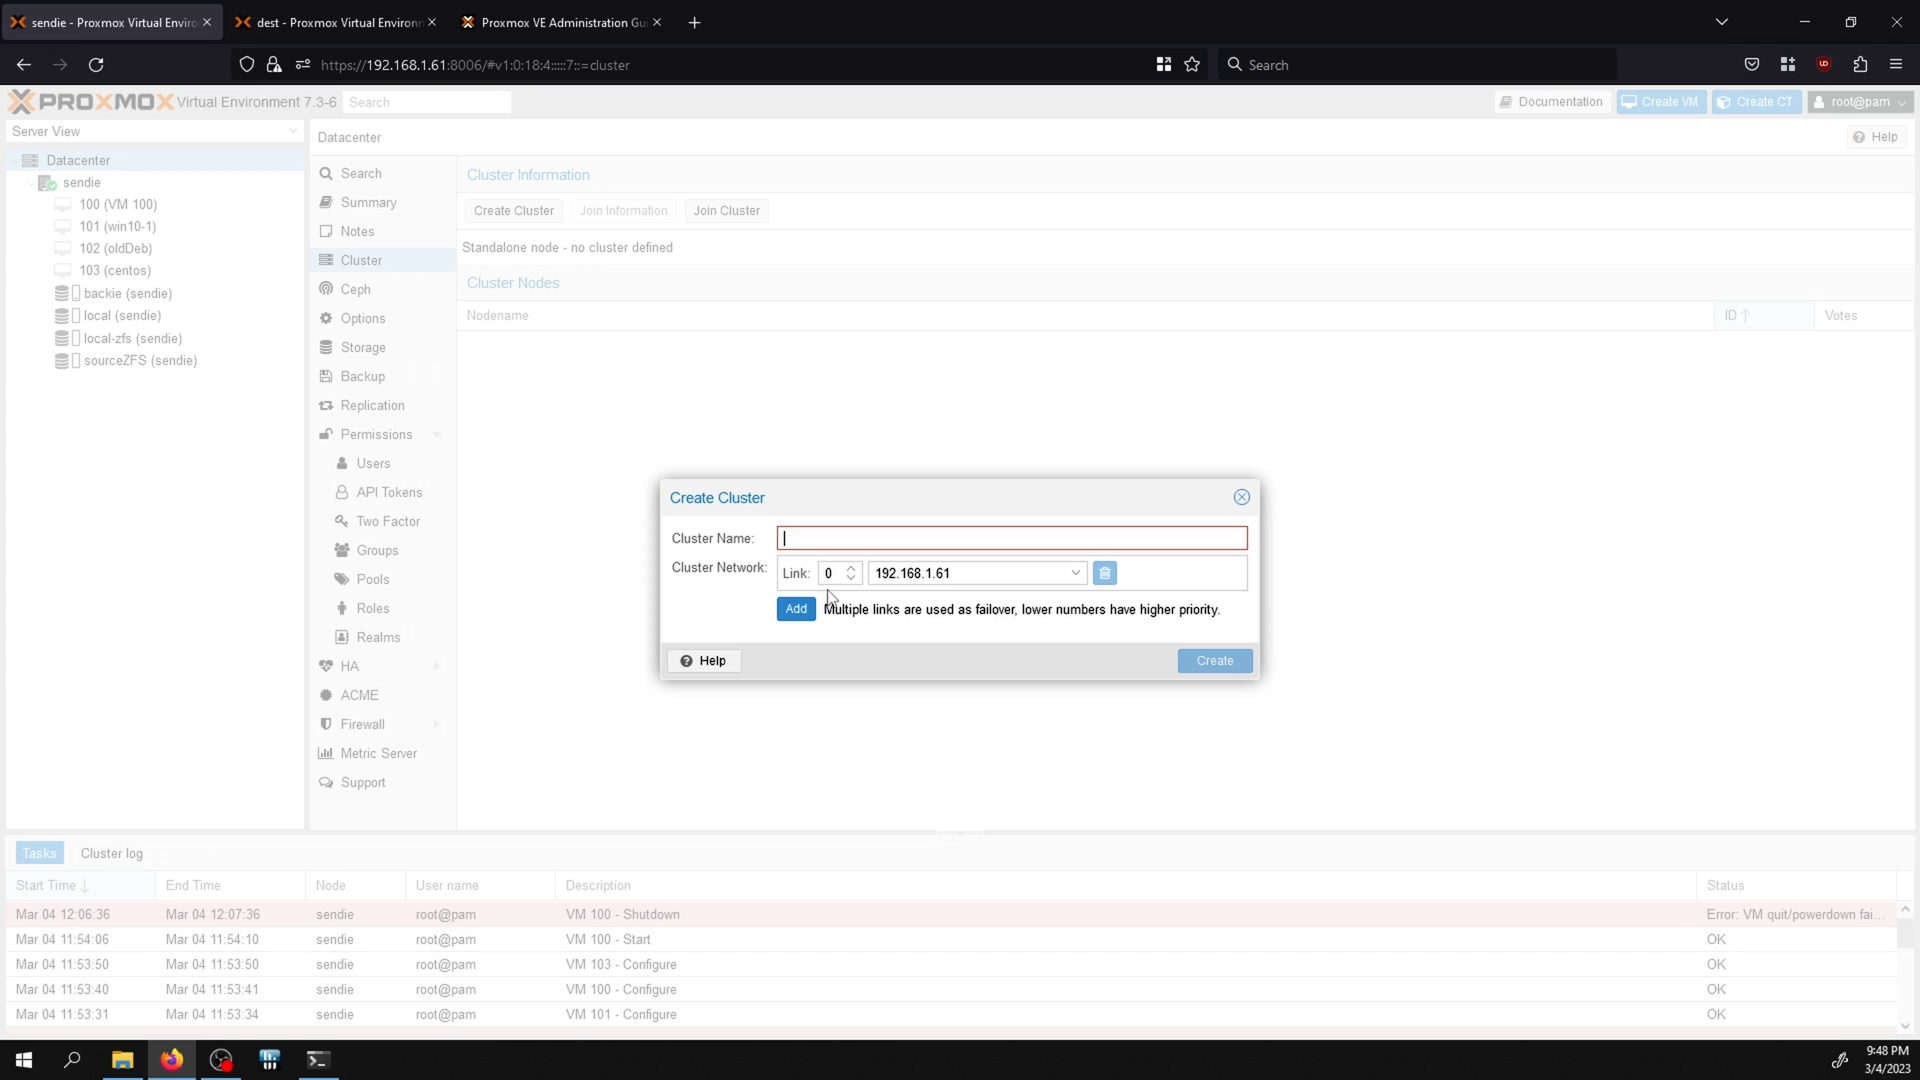 sendie - Proxmox Virtual Enviro
dest - Proxmox Virtual Environ
Proxmox VE Administration Gu
https://192.168.1.61:8006/#v1:0:18:4:::::7::=cluster
Search
PROXMOX Virtual Environment 7.3-6
Search
Documentation
Create VM
Create CT
root@pam
Server View
Datacenter
Help
Datacenter
sendie
100 (VM 100)
101 (win10-1)
102 (oldDeb)
103 (centos)
backie (sendie)
local (sendie)
local-zfs (sendie)
sourceZFS (sendie)
Search
Summary
Notes
Cluster
Ceph
Options
Storage
Backup
Replication
Permissions
Users
API Tokens
Two Factor
Groups
Pools
Roles
Realms
HA
ACME
Firewall
Metric Server
Support
Cluster Information
Create Cluster
Join Information
Join Cluster
Standalone node - no cluster defined
Cluster Nodes
Nodename
ID
Votes
Create Cluster
Cluster Name:
Cluster Network:
Link:
0
192.168.1.61
Add
Multiple links are used as failover, lower numbers have higher priority.
Help
Create
Tasks
Cluster log
Start Time
End Time
Node
User name
Description
Status
Mar 04 12:06:36 Mar 04 12:07:36 sendie root@pam VM 100 - Shutdown Error: VM quit/powerdown fai...
Mar 04 11:54:06 Mar 04 11:54:10 sendie root@pam VM 100 - Start OK
Mar 04 11:53:50 Mar 04 11:53:50 sendie root@pam VM 103 - Configure OK
Mar 04 11:53:40 Mar 04 11:53:41 sendie root@pam VM 100 - Configure OK
Mar 04 11:53:31 Mar 04 11:53:34 sendie root@pam VM 101 - Configure OK
9:48 PM
3/4/2023